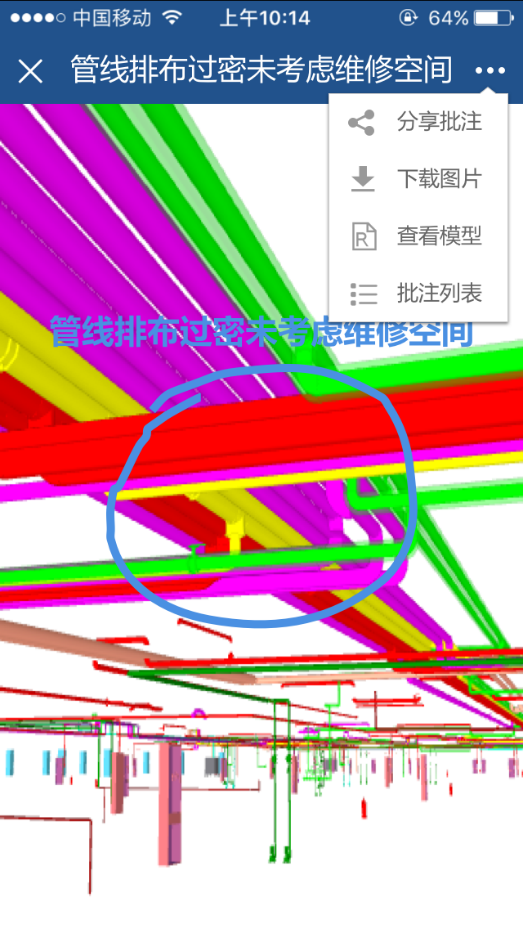 中国移动
上午10:14
64%
管线排布过密未考虑维修空间
分享批注
下载图片
R
查看模型
批注列表
管线排布过密未考虑维修空间